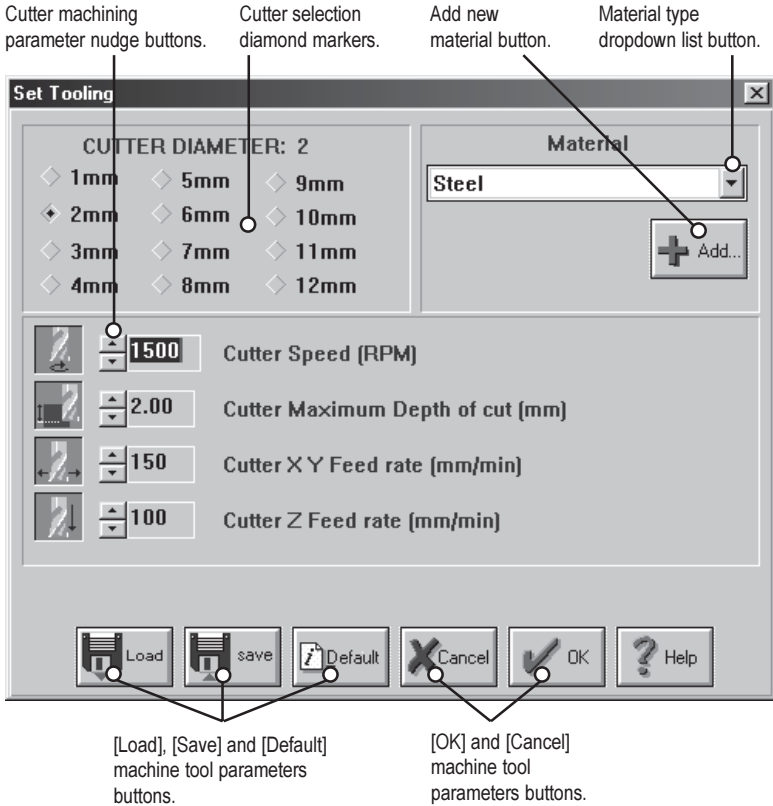 Cutter machining
parameter nudge buttons.
Cutter selection
diamond markers.
Add new
material button.
Material type
dropdown list button.
Set Tooling
CUTTER DIAMETER: 2
1mm
5mm
9mm
2mm
6mm
10mm
3mm
7mm
11mm
4mm
8mm
12mm
Material
Steel
Add...
1500
Cutter Speed (RPM)
2.00
Cutter Maximum Depth of cut (mm)
150
Cutter X Y Feed rate (mm/min)
100
Cutter Z Feed rate (mm/min)
Load
save
Default
Cancel
OK
Help
[Load], [Save] and [Default]
machine tool parameters
buttons.
[OK] and [Cancel]
machine tool
parameters buttons.